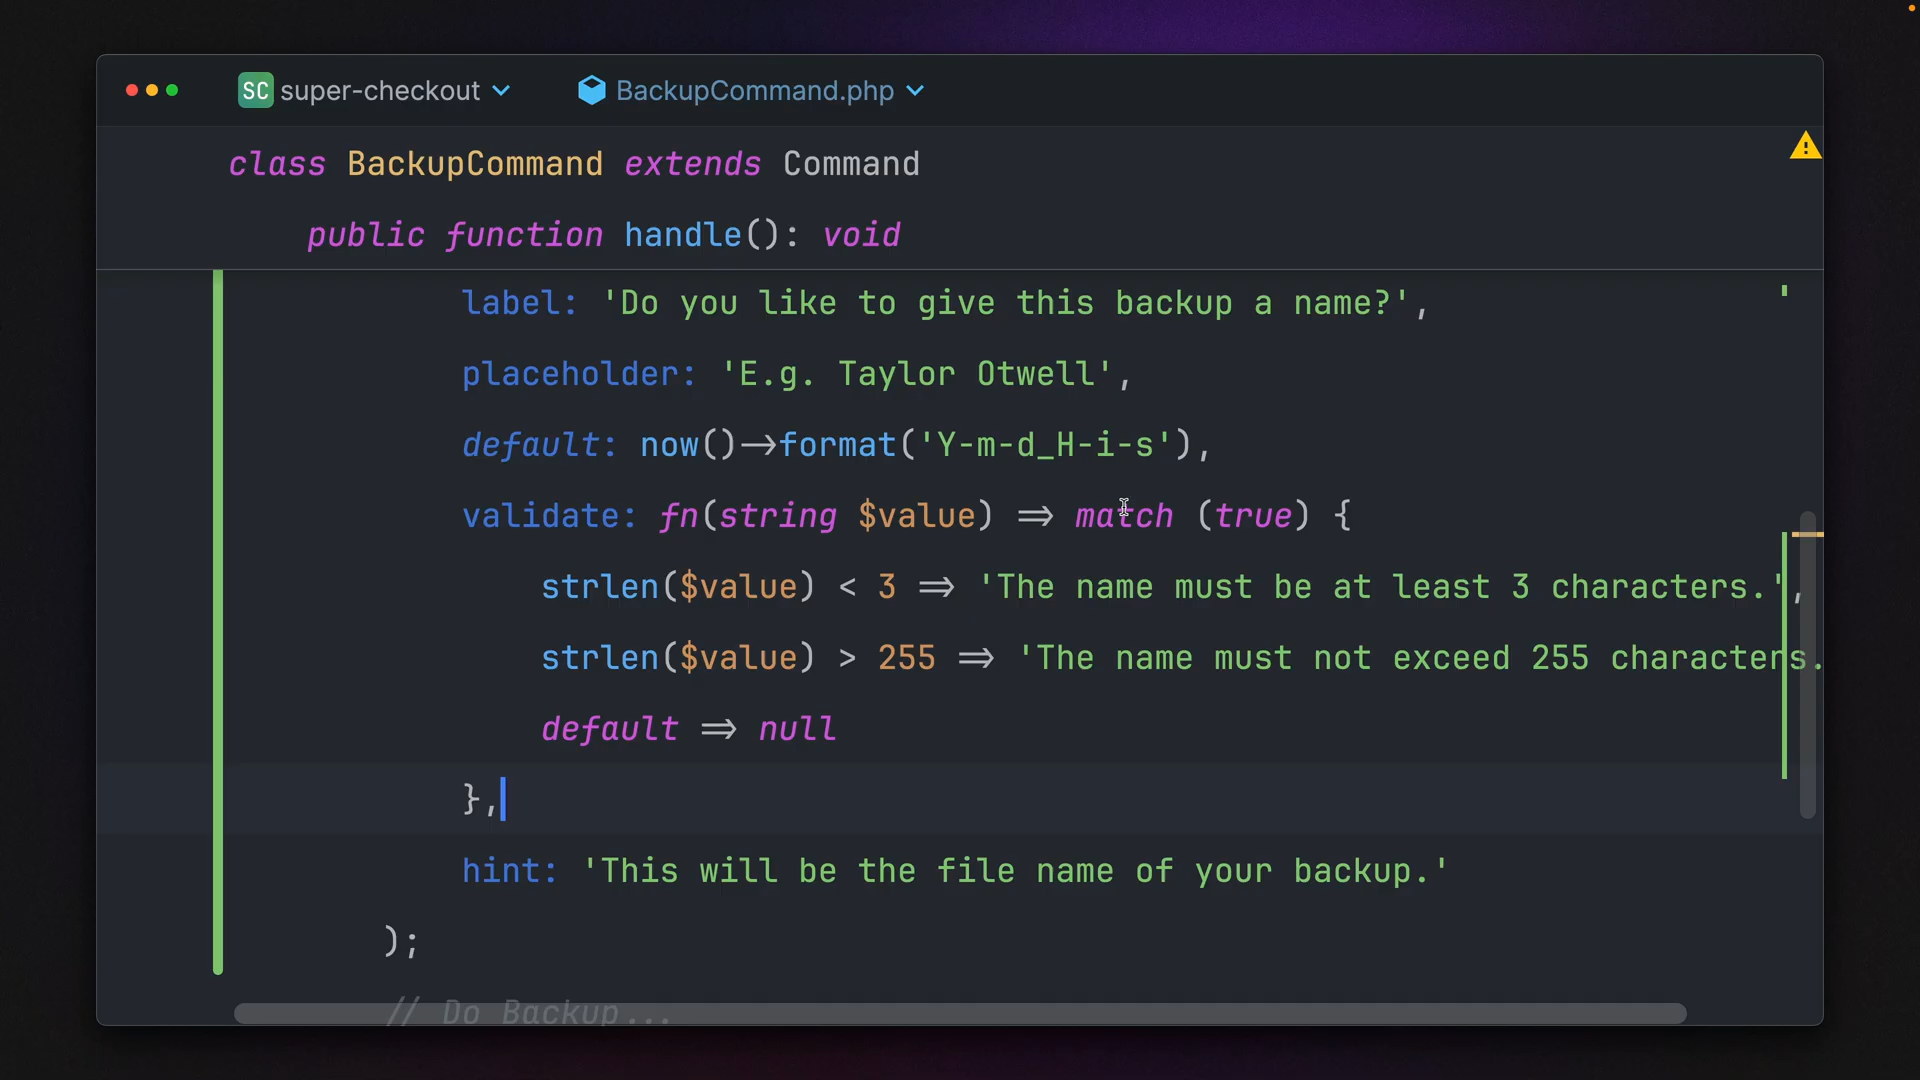 SC super-checkout BackupCommand.php
class BackupCommand extends Command
public function handle(): void
label: 'Do you like to give this backup a name?',
placeholder: 'E.g. Taylor Otwell',
default: now()->format('Y-m-d_H-i-s'),
validate: fn(string $value) => match (true) {
strlen($value) < 3 => 'The name must be at least 3 characters.',
strlen($value) > 255 => 'The name must not exceed 255 characters.
default => null
},
hint: 'This will be the file name of your backup.'
);
// Do Backup...